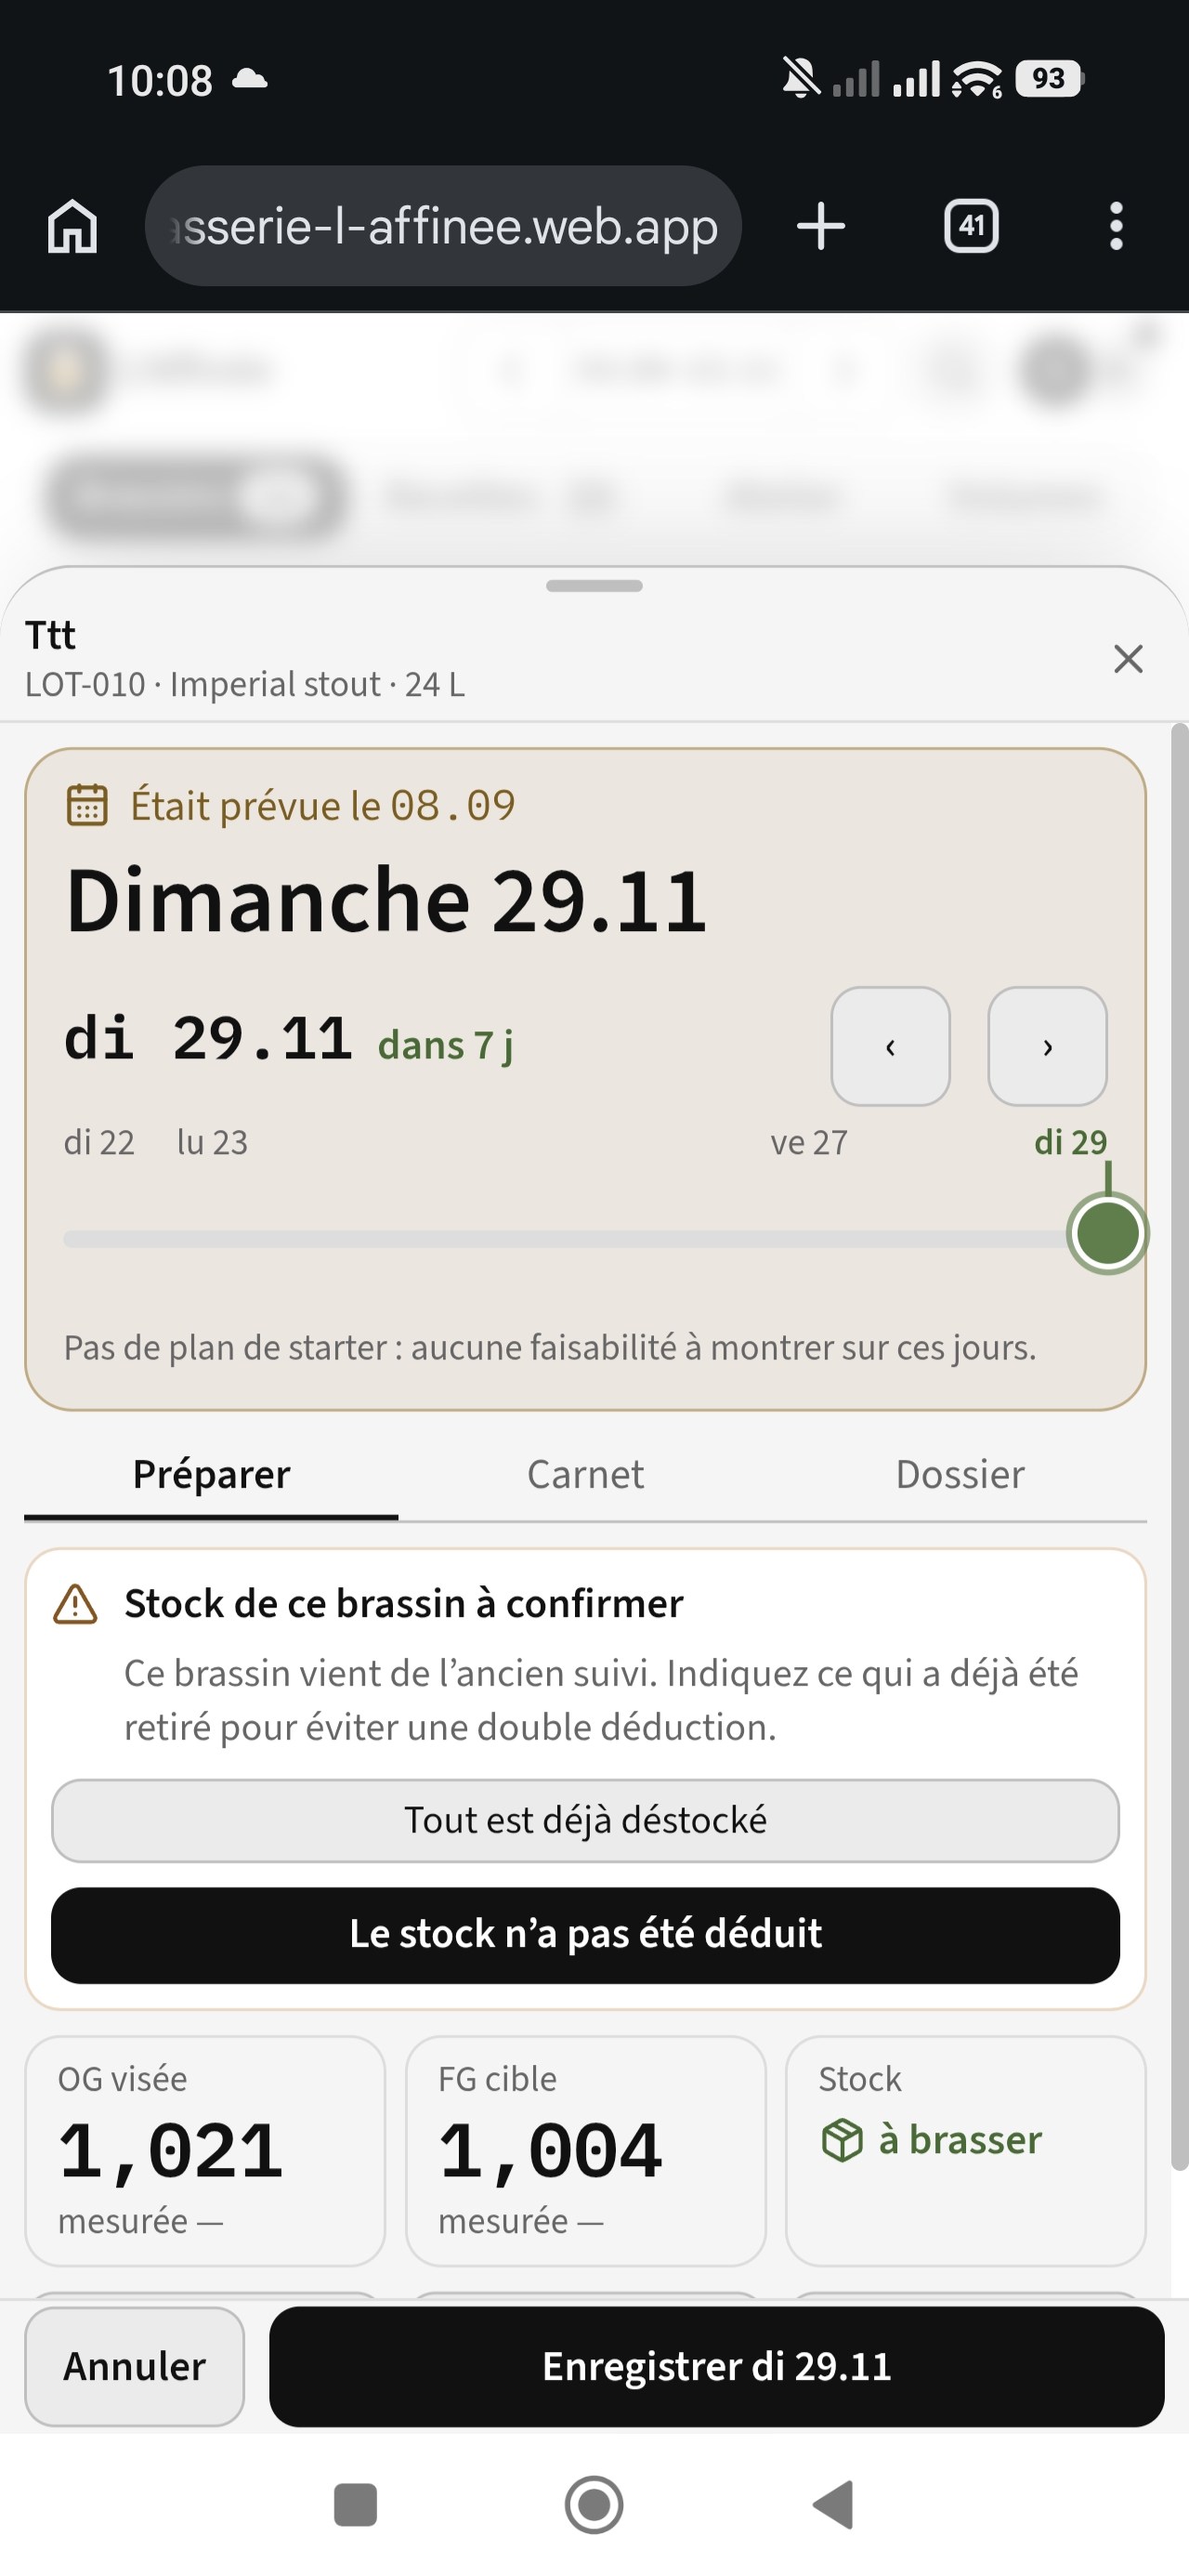 10:08
6
93
asserie-l-affinee.web.app
41
Ttt
LOT-010 · Imperial stout · 24 L
Était prévue le 08.09
Dimanche 29.11
di 29.11 dans 7 j
‹ ›
di 22 lu 23 ve 27 di 29
Pas de plan de starter : aucune faisabilité à montrer sur ces jours.
Préparer Carnet Dossier
Stock de ce brassin à confirmer
Ce brassin vient de l’ancien suivi. Indiquez ce qui a déjà été
retiré pour éviter une double déduction.
Tout est déjà déstocké
Le stock n’a pas été déduit
OG visée FG cible Stock
1,021 1,004 à brasser
mesurée — mesurée —
Annuler Enregistrer di 29.11